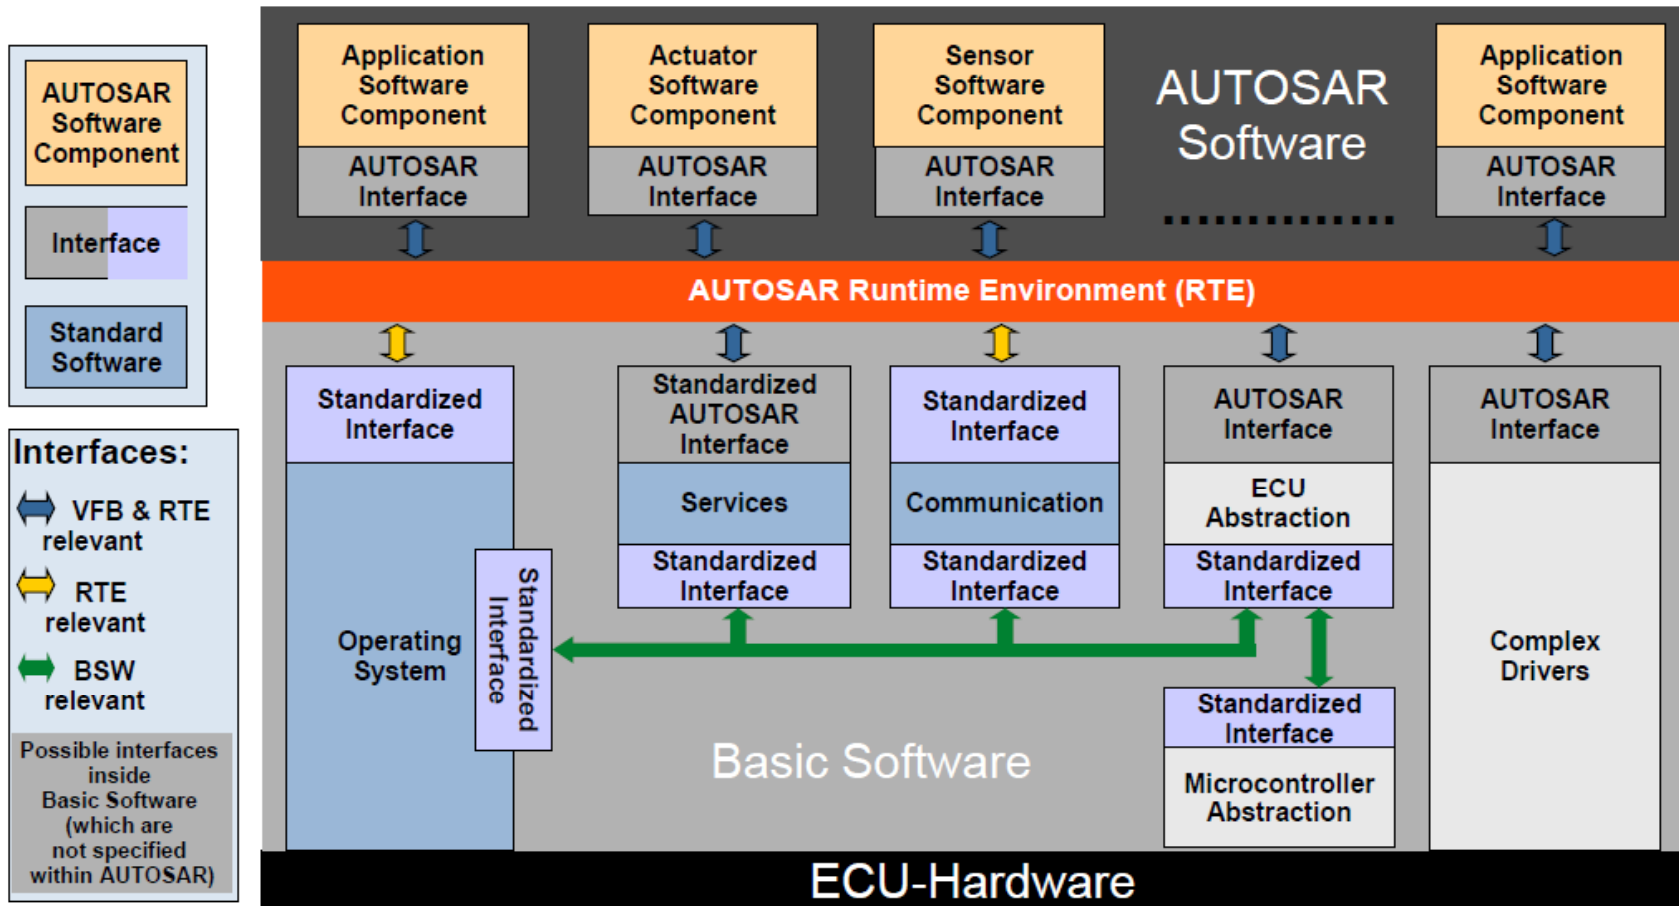 AUTOSAR
Software
Component
Interface
Standard
Software
Interfaces:
VFB & RTE
relevant
RTE
relevant
BSW
relevant
Possible interfaces
inside
Basic Software
(which are
not specified
within AUTOSAR)
Application
Software
Component
AUTOSAR
Interface
Actuator
Software
Component
AUTOSAR
Interface
Sensor
Software
Component
AUTOSAR
Interface
AUTOSAR
Software
..............
Application
Software
Component
AUTOSAR
Interface
AUTOSAR Runtime Environment (RTE)
Standardized
Interface
Operating
System
Standardized
Interface
Standardized
AUTOSAR
Interface
Services
Standardized
Interface
Standardized
Interface
Communication
Standardized
Interface
AUTOSAR
Interface
ECU
Abstraction
Standardized
Interface
Standardized
Interface
Microcontroller
Abstraction
AUTOSAR
Interface
Complex
Drivers
Basic Software
ECU-Hardware